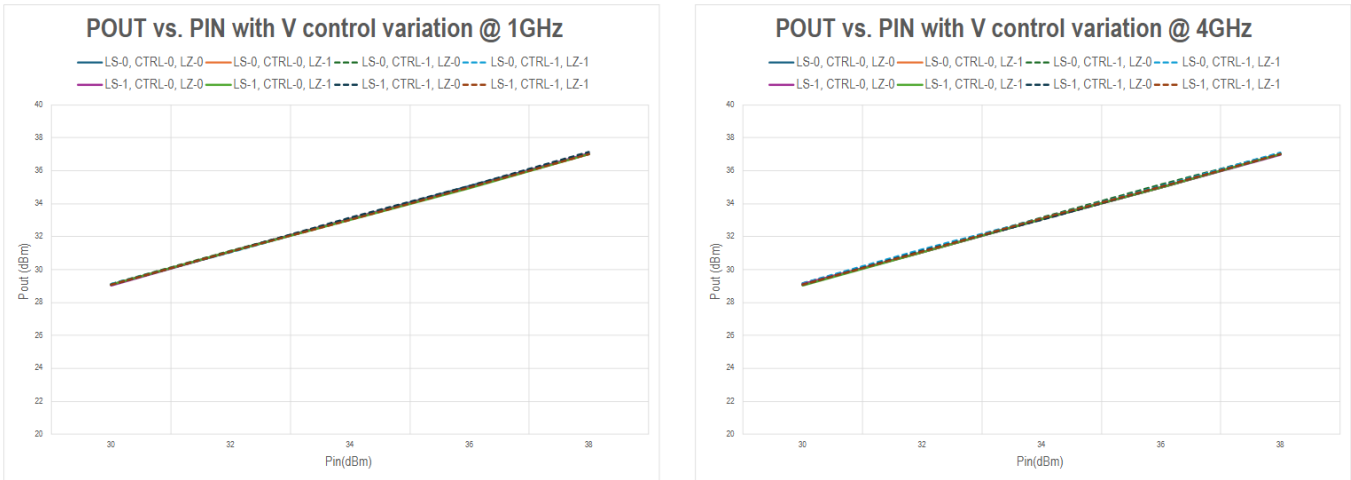 POUT vs. PIN with V control variation @ 1GHz
LS-0, CTRL-0, LZ-0 LS-0, CTRL-0, LZ-1 LS-0, CTRL-1, LZ-0 LS-0, CTRL-1, LZ-1
LS-1, CTRL-0, LZ-0 LS-1, CTRL-0, LZ-1 LS-1, CTRL-1, LZ-0 LS-1, CTRL-1, LZ-1
40
38
36
34
32
30
28
26
24
22
20
Pout (dBm)
30 32 34 36 38
Pin(dBm)
POUT vs. PIN with V control variation @ 4GHz
LS-0, CTRL-0, LZ-0 LS-0, CTRL-0, LZ-1 LS-0, CTRL-1, LZ-0 LS-0, CTRL-1, LZ-1
LS-1, CTRL-0, LZ-0 LS-1, CTRL-0, LZ-1 LS-1, CTRL-1, LZ-0 LS-1, CTRL-1, LZ-1
40
38
36
34
32
30
28
26
24
22
20
Pout (dBm)
30 32 34 36 38
Pin(dBm)